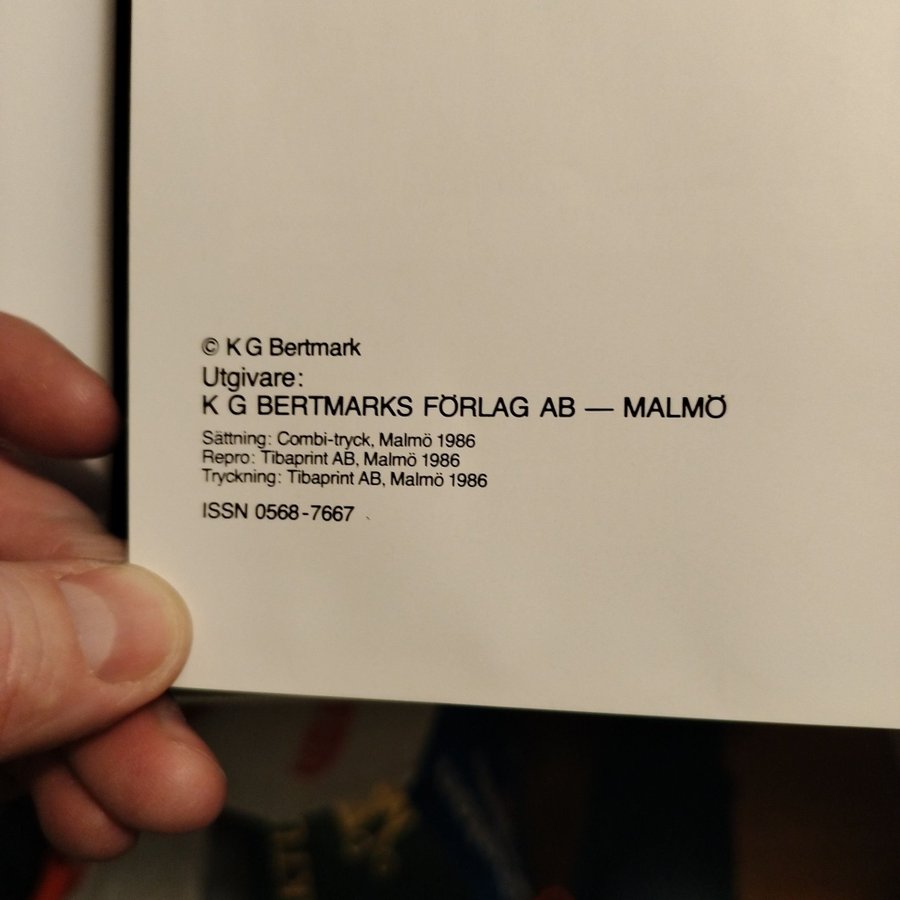 © K G Bertmark
Utgivare:
K G BERTMARKS FÖRLAG AB — MALMÖ
Sättning: Combi-tryck, Malmö 1986
Repro: Tibaprint AB, Malmö 1986
Tryckning: Tibaprint AB, Malmö 1986
ISSN 0568-7667